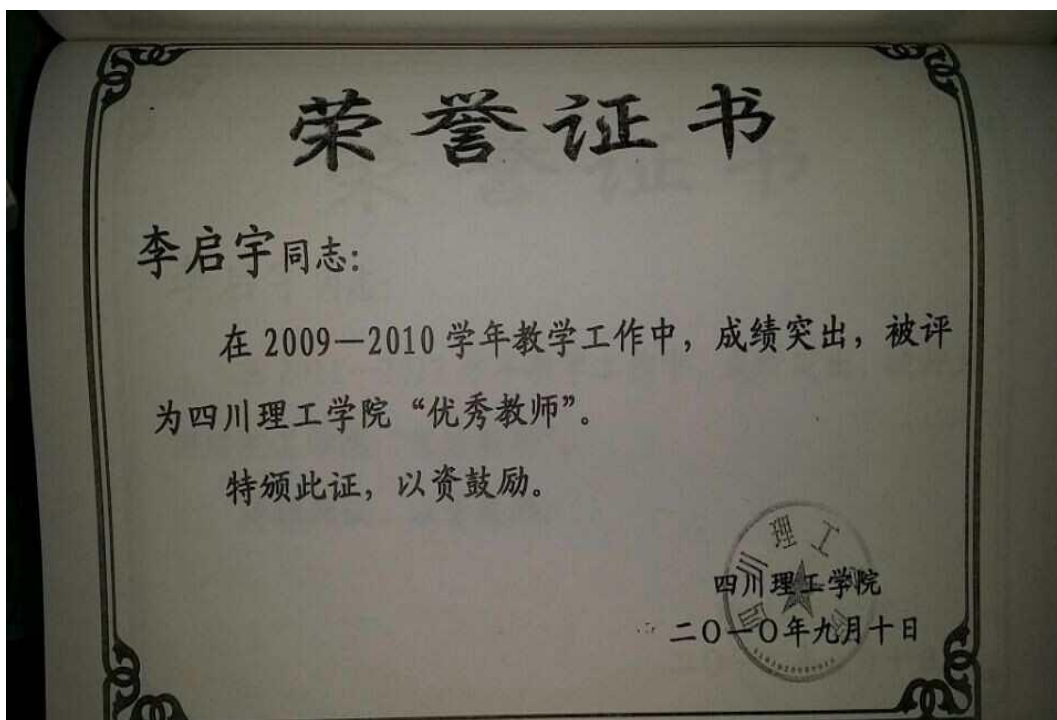 荣誉证书
李启宇同志:
在2009—2010学年教学工作中,成绩突出,被评
为四川理工学院“优秀教师”。
特颁此证,以资鼓励。
四川理工学院
二〇一〇年九月十日